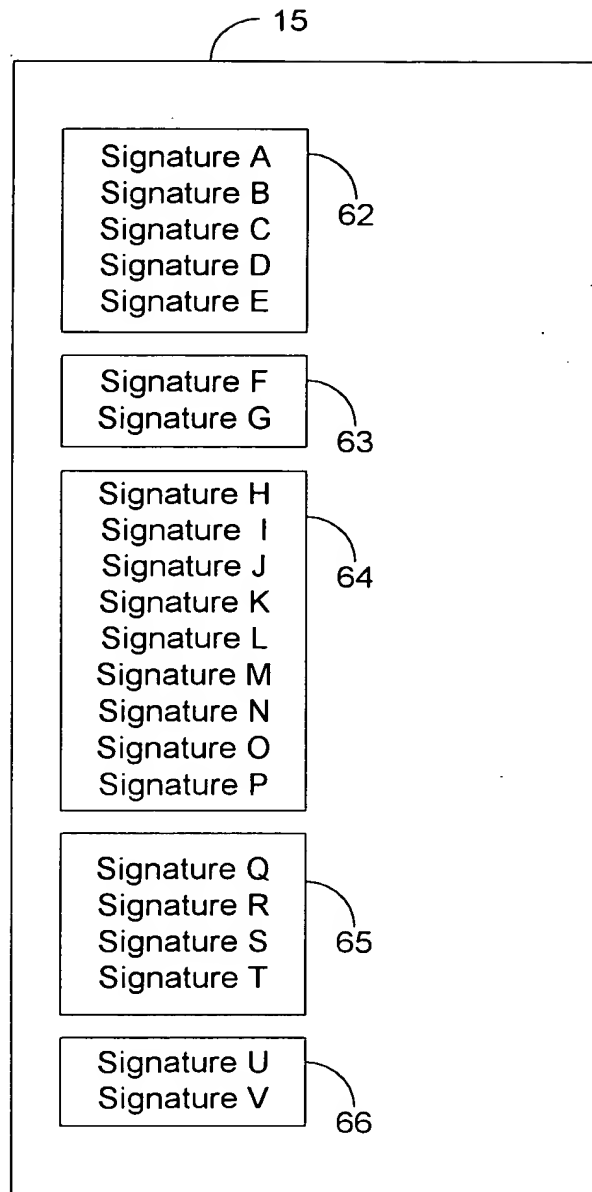 15
Signature A
Signature B
Signature C
Signature D
Signature E
62
Signature F
Signature G
63
Signature H
Signature I
Signature J
Signature K
Signature L
Signature M
Signature N
Signature O
Signature P
64
Signature Q
Signature R
Signature S
Signature T
65
Signature U
Signature V
66